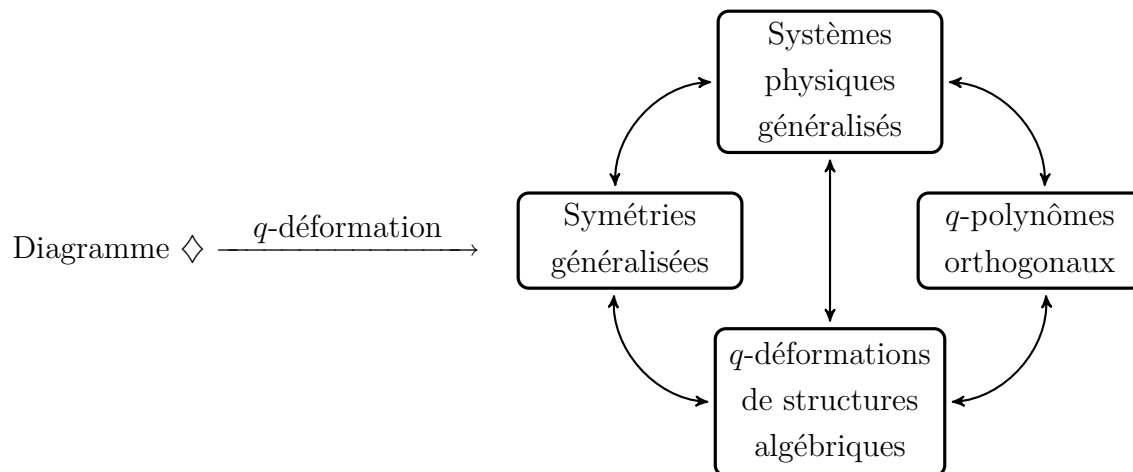 Systèmes
physiques
généralisés
Diagramme ♢
q-déformation
Symétries
généralisées
q-polynômes
orthogonaux
q-déformations
de structures
algébriques